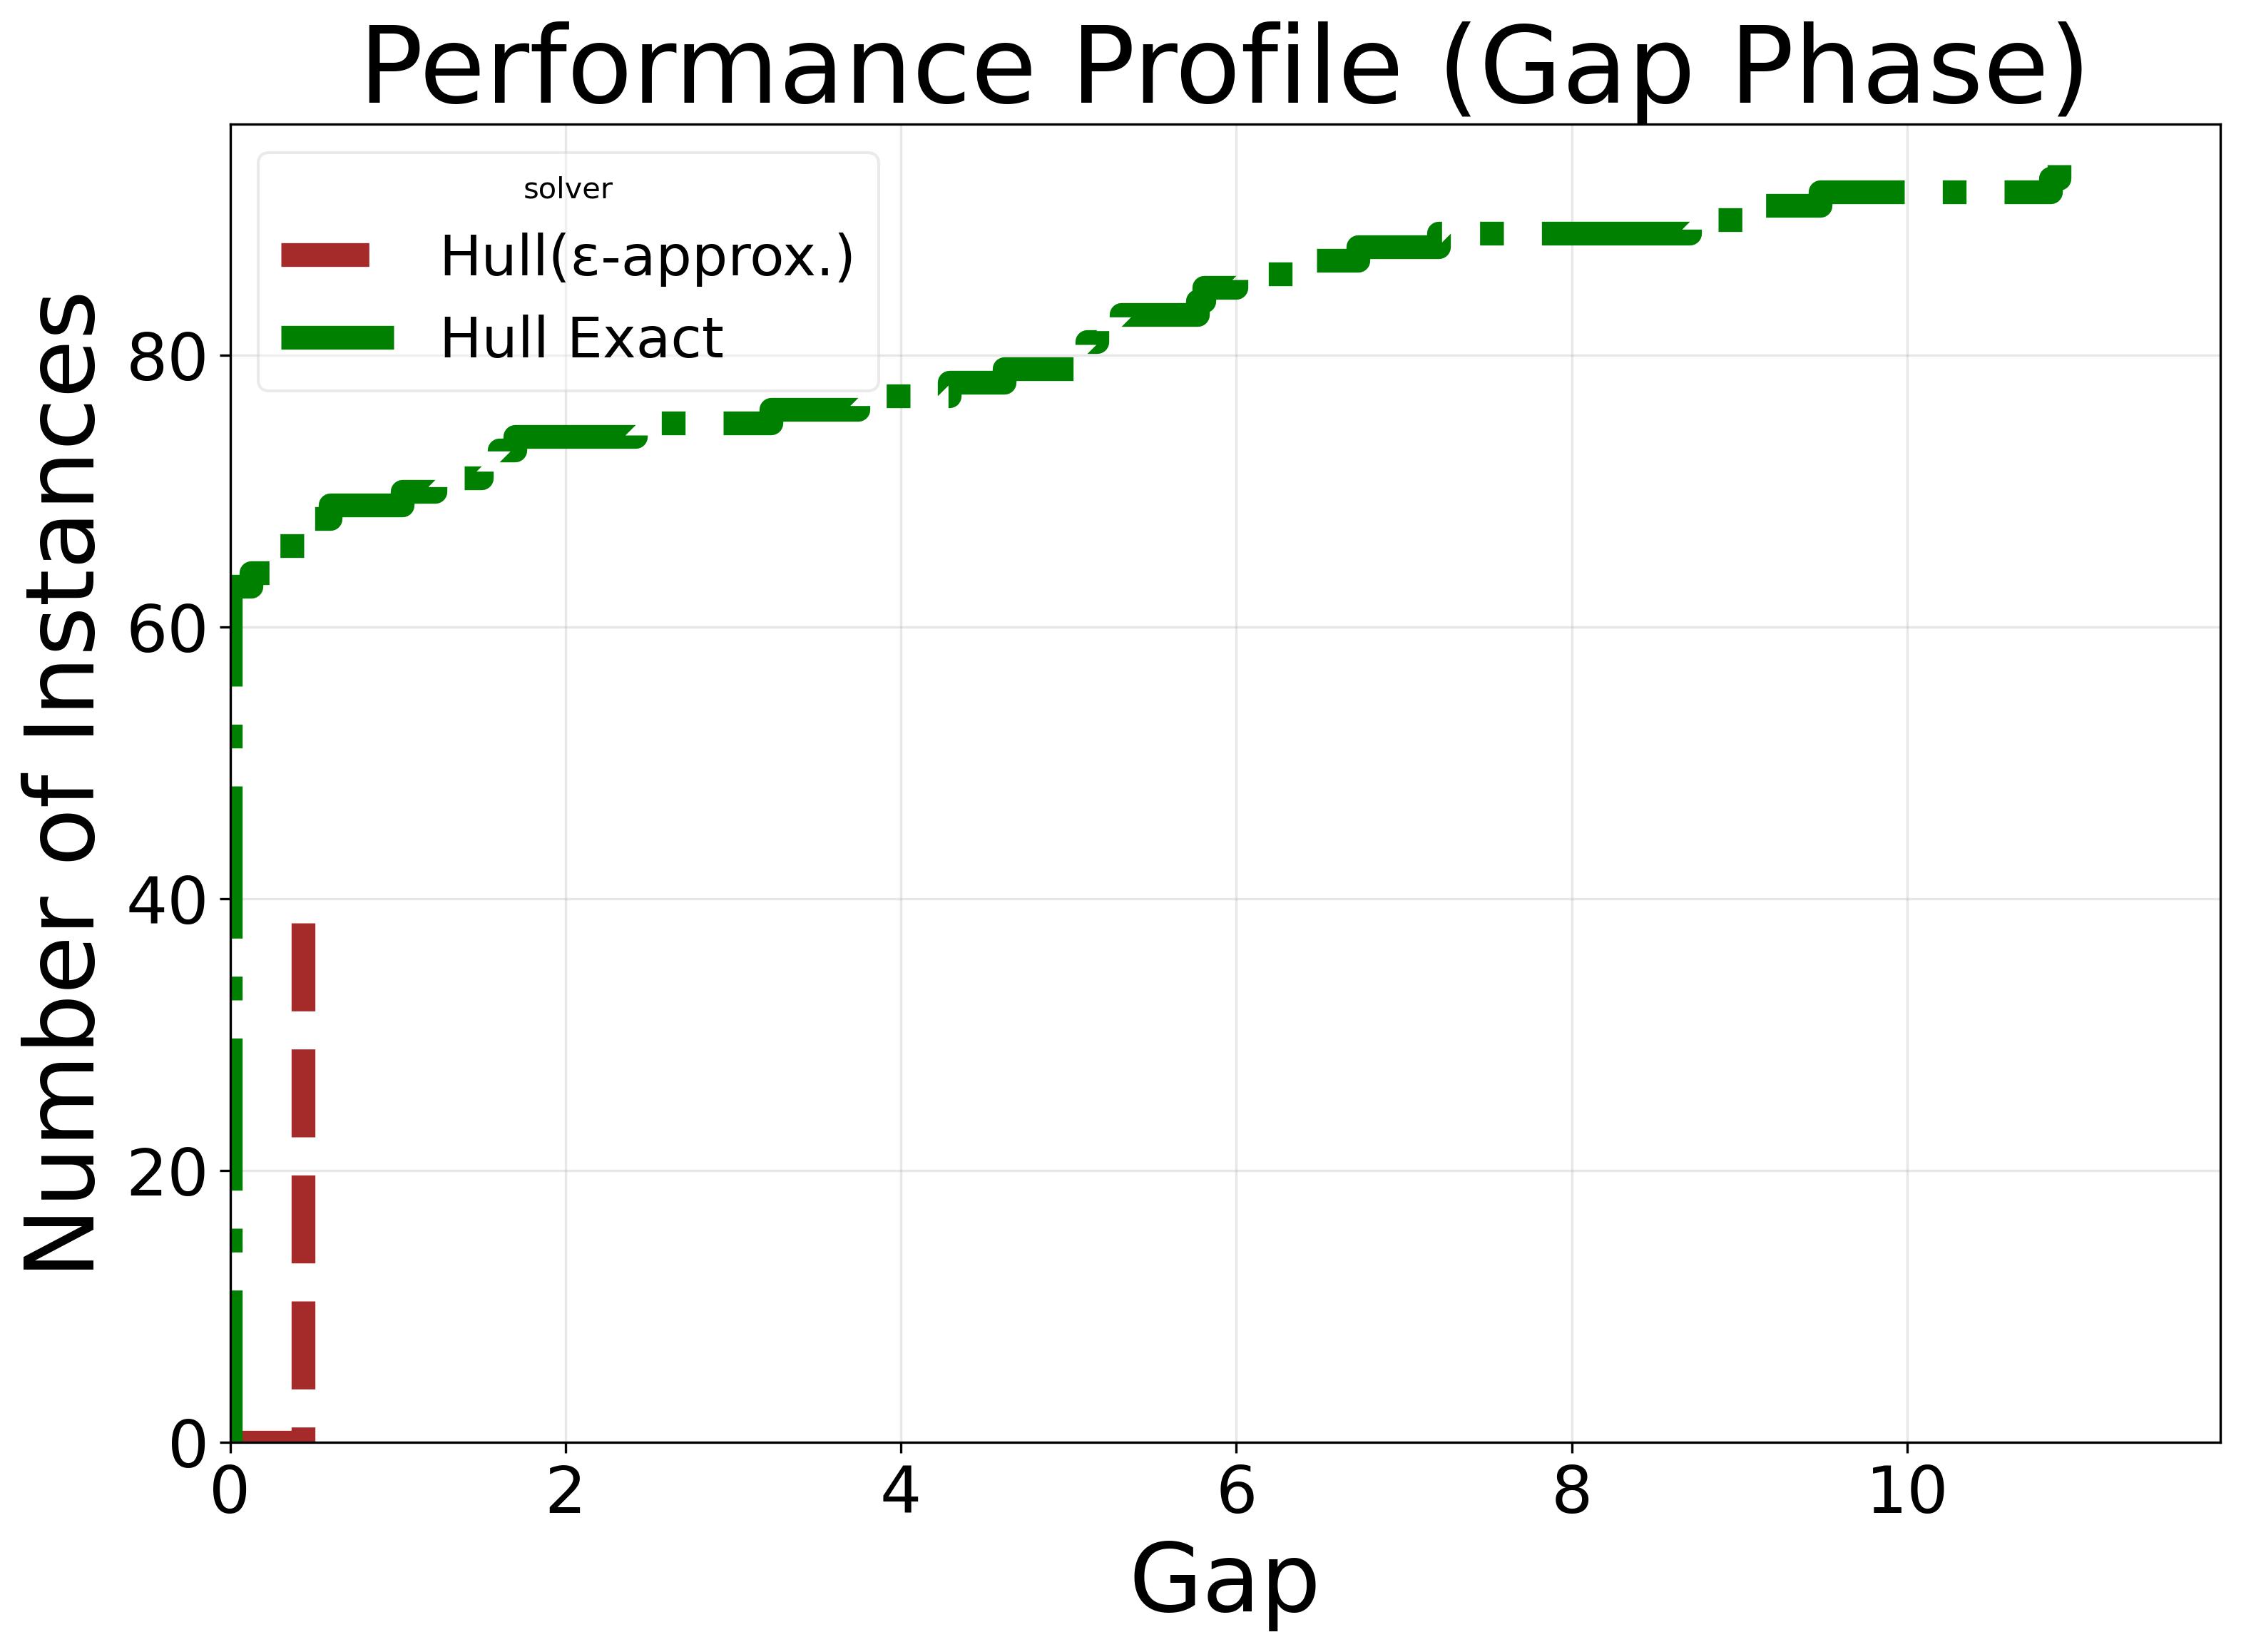 Performance Profile (Gap Phase)
solver
Hull(ε-approx.)
Hull Exact
Number of Instances
80
60
40
20
0
0 2 4 6 8 10
Gap